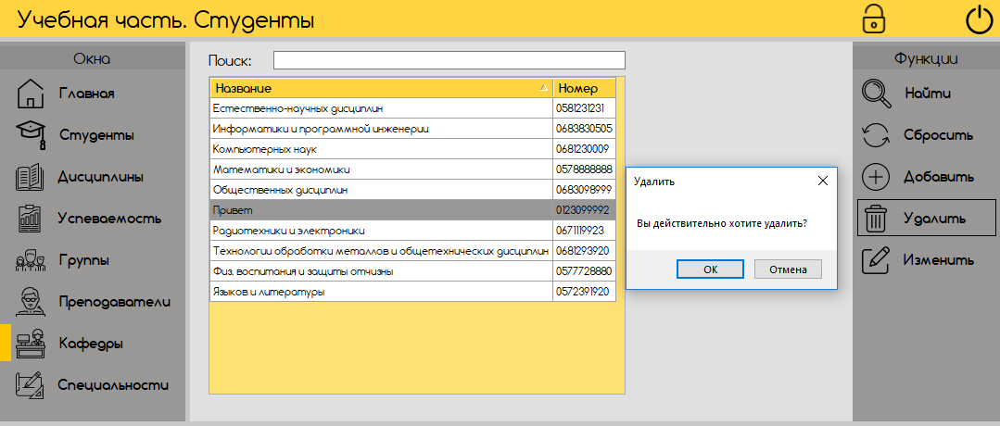 Учебная часть. Студенты
Окна
Главная
Студенты
Дисциплины
Успеваемость
Группы
Преподаватели
Кафедры
Специальности
Поиск:
Название Номер
Естественно-научных дисциплин 0581231231
Информатики и программной инженерии 0683830505
Компьютерных наук 0681230009
Математики и экономики 0578888888
Общественных дисциплин 0683098999
Привет 0123099992
Радиотехники и электроники 0671119923
Технологии обработки металлов и общетехнических дисциплин 0681293920
Физ. воспитания и защиты отчизны 0577728880
Языков и литературы 0572391920
Удалить
Вы действительно хотите удалить?
ОК
Отмена
Функции
Найти
Сбросить
Добавить
Удалить
Изменить